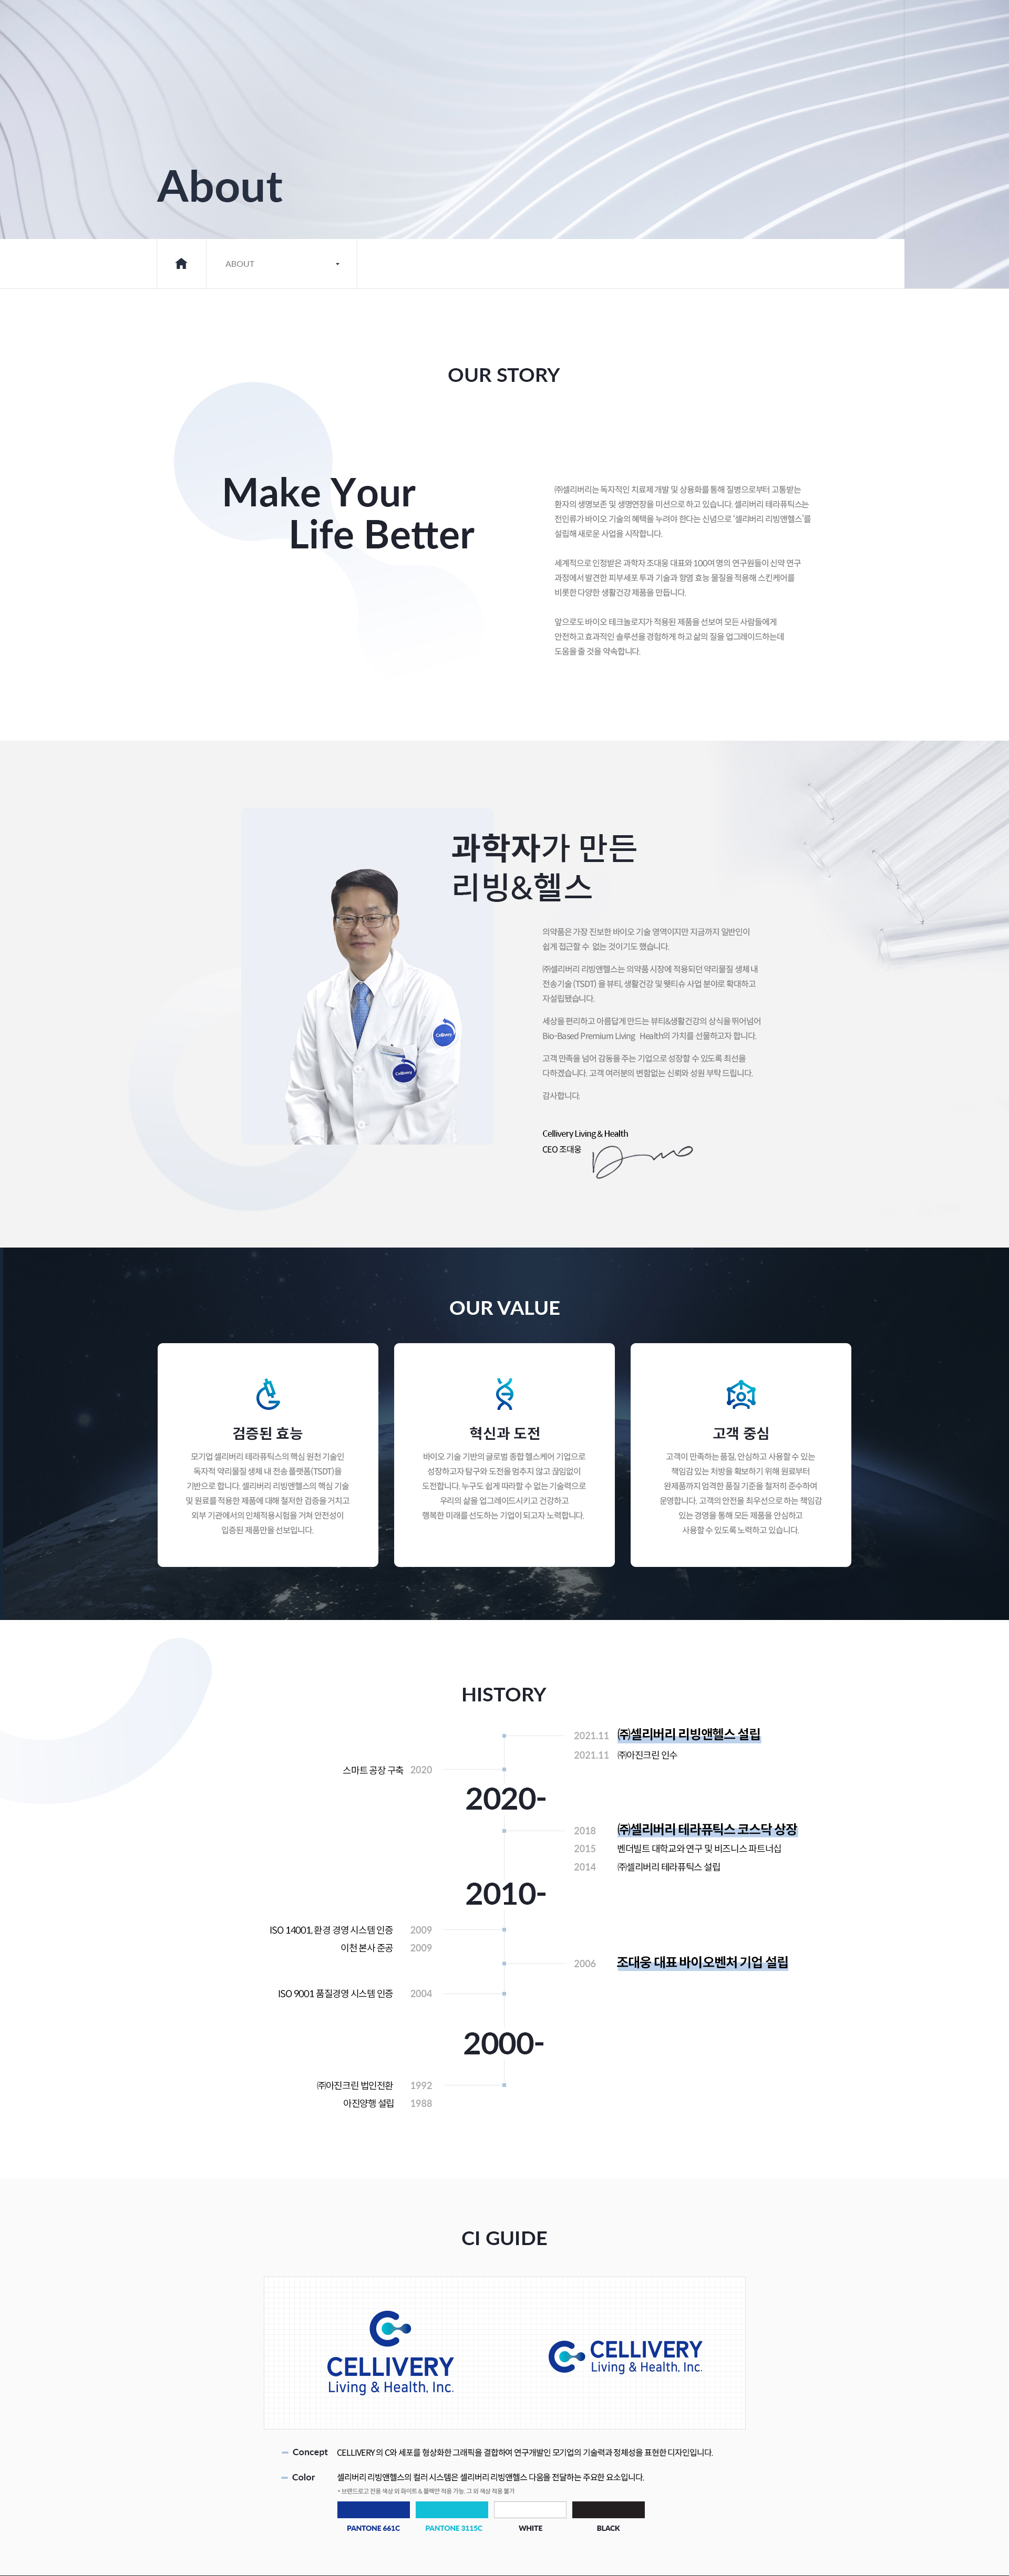 About
ABOUT
OUR STORY
Make Your
Life Better
㈜셀리버리는 독자적인 치료제 개발 및 상용화를 통해 질병으로부터 고통받는
환자의 생명보존 및 생명연장을 미션으로 하고 있습니다. 셀리버리 테라퓨틱스는
전인류가 바이오 기술의 혜택을 누려야 한다는 신념으로 '셀리버리 리빙앤헬스'를
설립해 새로운 사업을 시작합니다.
세계적으로 인정받은 과학자 조대웅 대표와 100여 명의 연구원들이 신약 연구
과정에서 발견한 피부세포 투과 기술과 항염 효능 물질을 적용해 스킨케어를
비롯한 다양한 생활건강 제품을 만듭니다.
앞으로도 바이오 테크놀로지가 적용된 제품을 선보여 모든 사람들에게
안전하고 효과적인 솔루션을 경험하게 하고 삶의 질을 업그레이드하는데
도움을 줄 것을 약속합니다.
과학자가 만든
리빙&헬스
의약품은 가장 진보한 바이오 기술 영역이지만 지금까지 일반인이
쉽게 접근할 수 없는 것이기도 했습니다.
㈜셀리버리 리빙앤헬스는 의약품 시장에 적용되던 약리물질 생체 내
전송기술 (TSDT) 을 뷰티, 생활건강 및 웻티슈 사업 분야로 확대하고
자설립됐습니다.
세상을 편리하고 아름답게 만드는 뷰티&생활건강의 상식을 뛰어넘어
Bio-Based Premium Living Health의 가치를 선물하고자 합니다.
고객 만족을 넘어 감동을 주는 기업으로 성장할 수 있도록 최선을
다하겠습니다. 고객 여러분의 변함없는 신뢰와 성원 부탁 드립니다.
감사합니다.
Cellivery
Cellivery
Cellivery Living & Health
CEO 조대웅
OUR VALUE
검증된 효능
모기업 셀리버리 테라퓨틱스의 핵심 원천 기술인
독자적 약리물질 생체 내 전송 플랫폼(TSDT)을
기반으로 합니다. 셀리버리 리빙앤헬스의 핵심 기술
및 원료를 적용한 제품에 대해 철저한 검증을 거치고
외부 기관에서의 인체적용시험을 거쳐 안전성이
입증된 제품만을 선보입니다.
혁신과 도전
바이오 기술 기반의 글로벌 종합 헬스케어 기업으로
성장하고자 탐구와 도전을 멈추지 않고 끊임없이
도전합니다. 누구도 쉽게 따라할 수 없는 기술력으로
우리의 삶을 업그레이드시키고 건강하고
행복한 미래를 선도하는 기업이 되고자 노력합니다.
고객 중심
고객이 만족하는 품질, 안심하고 사용할 수 있는
책임감 있는 처방을 확보하기 위해 원료부터
완제품까지 엄격한 품질 기준을 철저히 준수하며
운영합니다. 고객의 안전을 최우선으로 하는 책임감
있는 경영을 통해 모든 제품을 안심하고
사용할 수 있도록 노력하고 있습니다.
HISTORY
2021.11 ㈜셀리버리 리빙앤헬스 설립
2021.11 ㈜아진크린 인수
스마트 공장 구축 2020
2020-
2018 ㈜셀리버리 테라퓨틱스 코스닥 상장
2015 벤더빌트 대학교와 연구 및 비즈니스 파트너십
2014 ㈜셀리버리 테라퓨틱스 설립
2010-
ISO 14001, 환경 경영 시스템 인증 2009
이천 본사 준공 2009
2006 조대웅 대표 바이오벤처 기업 설립
ISO 9001 품질경영 시스템 인증 2004
2000-
㈜아진크린 법인전환 1992
아진양행 설립 1988
CI GUIDE
CELLIVERY
Living & Health, Inc.
CELLIVERY
Living & Health, Inc.
Concept CELLIVERY 의 C와 세포를 형상화한 그래픽을 결합하여 연구개발인 모기업의 기술력과 정체성을 표현한 디자인입니다.
Color 셀리버리 리빙앤헬스의 컬러 시스템은 셀리버리 리빙앤헬스 다움을 전달하는 주요한 요소입니다.
* 브랜드로고 전용 색상 외 화이트 & 블랙만 적용 가능. 그 외 색상 적용 불가
PANTONE 661C
PANTONE 3115C
WHITE
BLACK